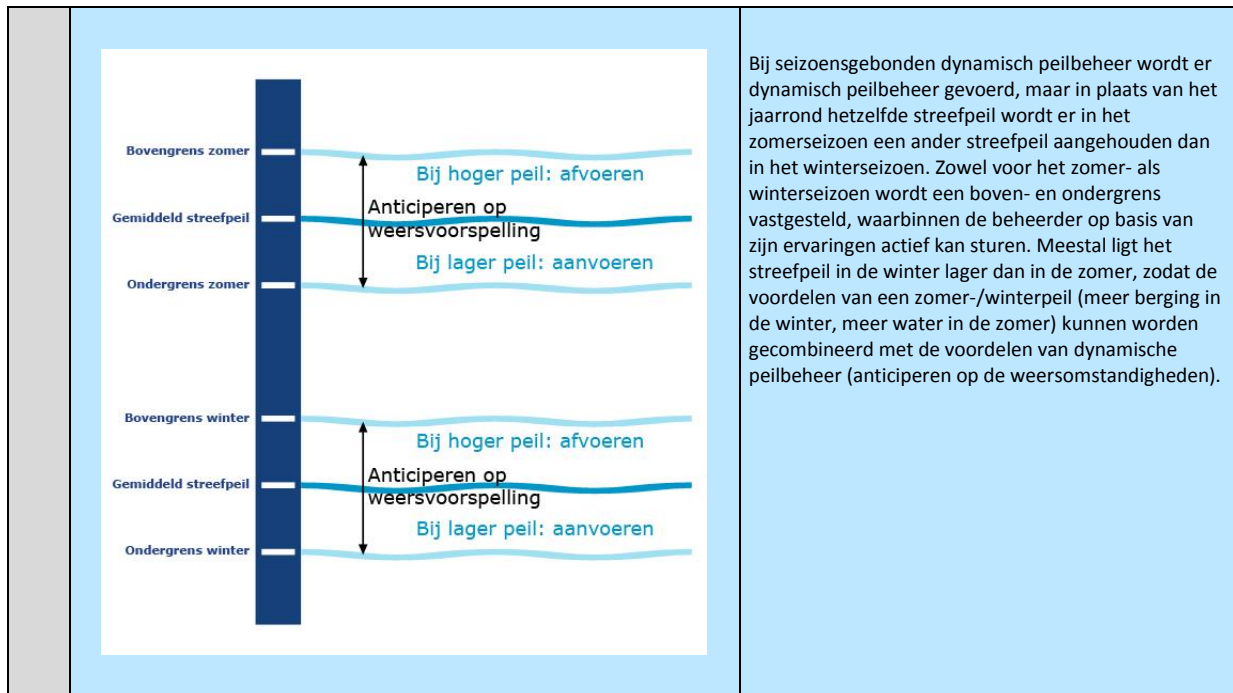 Bovengrens zomer
Bij hoger peil: afvoeren
Anticiperen op
Gemiddeld streefpeil
weersvoorspelling
Bij lager peil: aanvoeren
Ondergrens zomer
Bovengrens winter
Bij hoger peil: afvoeren
Anticiperen op
Gemiddeld streefpeil
weersvoorspelling
Bij lager peil: aanvoeren
Ondergrens winter
Bij seizoensgebonden dynamisch peilbeheer wordt er
dynamisch peilbeheer gevoerd, maar in plaats van het
jaarrond hetzelfde streefpeil wordt er in het
zomerseizoen een ander streefpeil aangehouden dan
in het winterseizoen. Zowel voor het zomer- als
winterseizoen wordt een boven- en ondergrens
vastgesteld, waarbinnen de beheerder op basis van
zijn ervaringen actief kan sturen. Meestal ligt het
streefpeil in de winter lager dan in de zomer, zodat de
voordelen van een zomer-/winterpeil (meer berging in
de winter, meer water in de zomer) kunnen worden
gecombineerd met de voordelen van dynamische
peilbeheer (anticiperen op de weersomstandigheden).